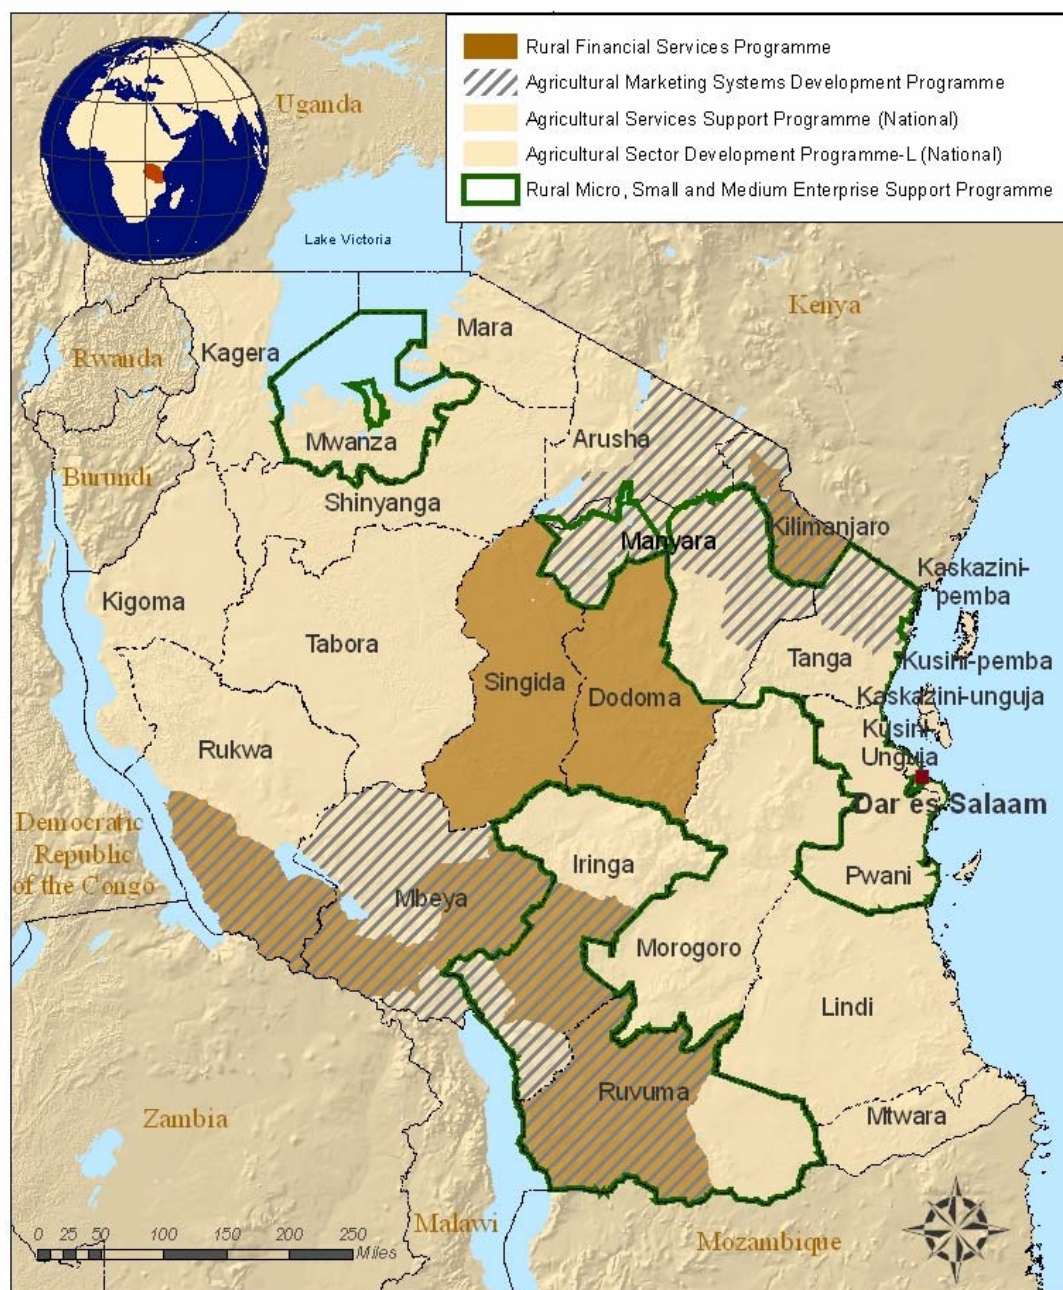 Rural Financial Services Programme
Agricultural Marketing Systems Development Programme
Agricultural Services Support Programme (National)
Agricultural Sector Development Programme-L (National)
Rural Micro, Small and Medium Enterprise Support Programme
Uganda
Lake Victoria
Kenya
Mara
Kagera
Rwanda
Arusha
Mwanza
Burundi
Shinyanga
Kilimanjaro
Manyara
Kaskazini-
pemba
Kigoma
Tabora
Tanga
Kusini-pemba
Singida
Dodoma
Kaskazini-unguja
Kusini-
Unguja
Rukwa
Dar es Salaam
Democratic
Republic
of the Congo
Iringa
Pwani
Mbeya
Morogoro
Lindi
Ruvuma
Mtwara
Zambia
Malawi
Mozambique
0 25 50 100 150 200 250
Miles